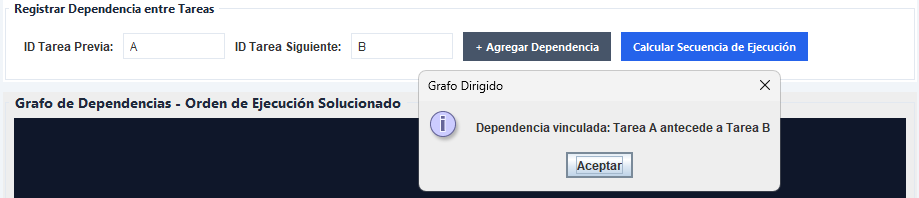 Registrar Dependencia entre Tareas
ID Tarea Previa: A ID Tarea Siguiente: B + Agregar Dependencia Calcular Secuencia de Ejecución
Grafo de Dependencias - Orden de Ejecución Solucionado
Grafo Dirigido
Dependencia vinculada: Tarea A antecede a Tarea B
Aceptar